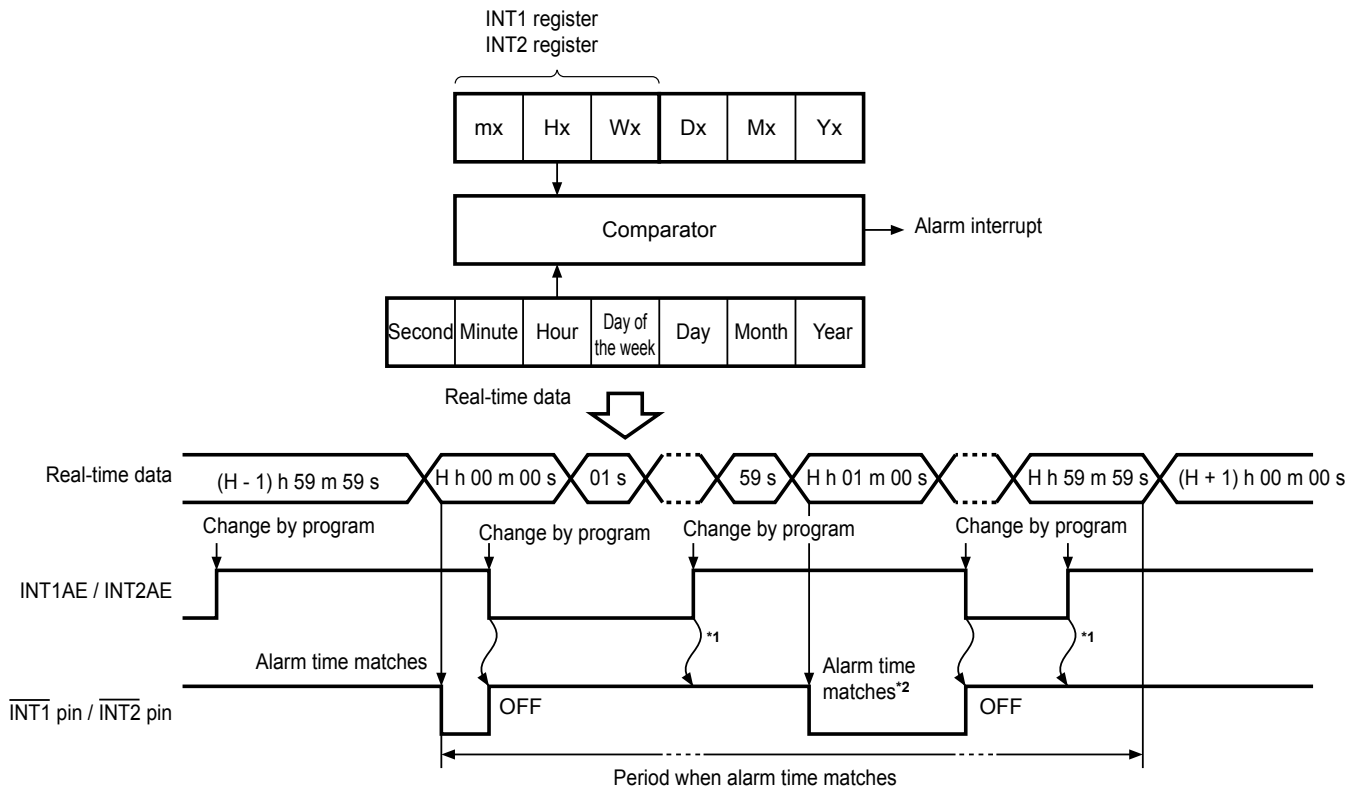 INT1 register
INT2 register
mx Hx Wx Dx Mx Yx
Comparator
Alarm interrupt
Second Minute Hour Day of the week Day Month Year
Real-time data
Real-time data
(H - 1) h 59 m 59 s H h 00 m 00 s 01 s 59 s H h 01 m 00 s H h 59 m 59 s (H + 1) h 00 m 00 s
Change by program Change by program Change by program Change by program
INT1AE / INT2AE
*1 *1
Alarm time matches
Alarm time
matches*2
INT1 pin / INT2 pin
OFF OFF
Period when alarm time matches